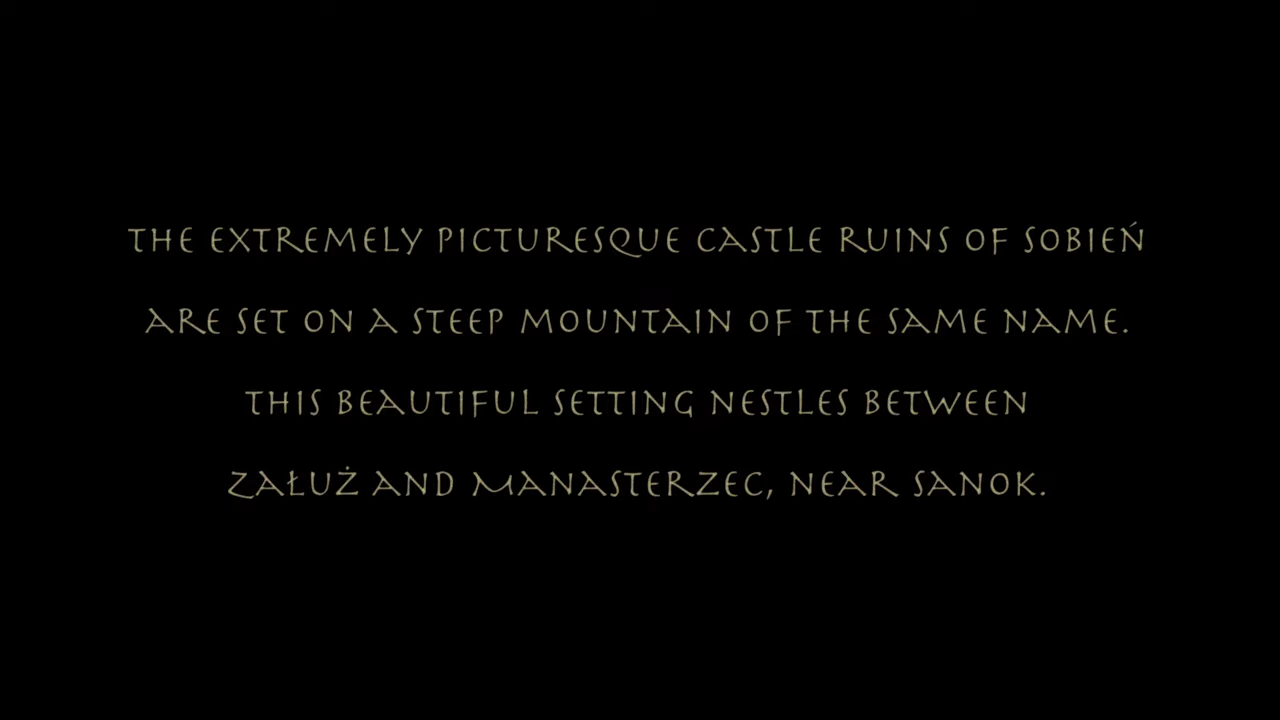 THE EXTREMELY PICTURESQUE CASTLE RUINS OF SOBIEŃ
ARE SET ON A STEEP MOUNTAIN OF THE SAME NAME.
THIS BEAUTIFUL SETTING NESTLES BETWEEN
ZAŁUŻ AND MANASTERZEC, NEAR SANOK.